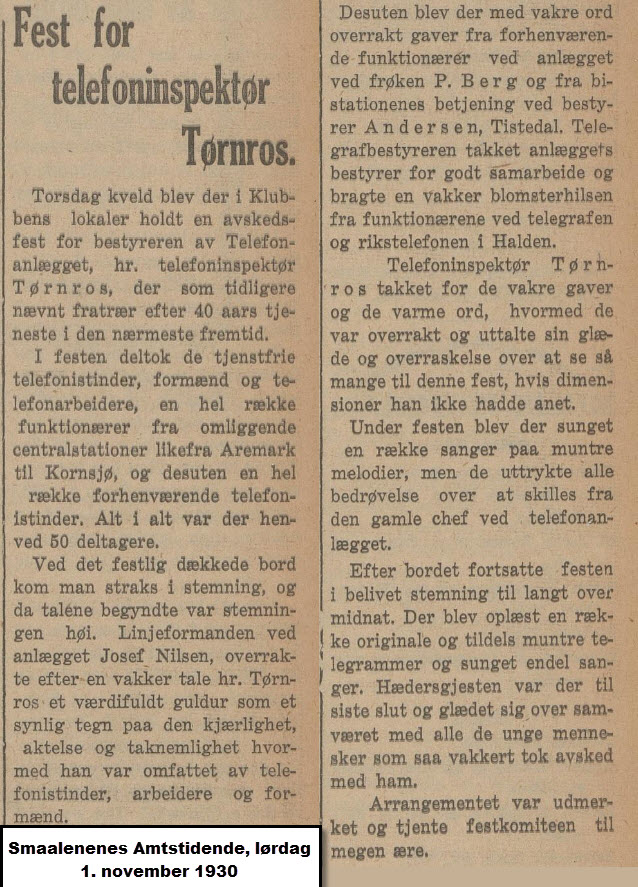 Fest for
telefoninspektør
Tørnros.
Torsdag kveld blev der i Klub-
bens lokaler holdt en avskeds-
fest for bestyreren av Telefon-
anlægget, hr. telefoninspektør
Tørnros, der som tidligere
nævnt fratrær efter 40 aars tje-
neste i den nærmeste fremtid.
I festen deltok de tjenstfrie
telefonistinder, formænd og te-
lefonarbeidere, en hel række
funktionærer fra omliggende
centralstationer likefra Aremark
til Kornsjø, og desuten en hel
række forhenværende telefon-
istinder. Alt i alt var der hen-
ved 50 deltagere.
Ved det festlig dækkede bord
kom man straks i stemning, og
da talene begyndte var stemnin-
gen høi. Linjeformanden ved
anlægget Josef Nilsen, overrak-
te efter en vakker tale hr. Tørn-
ros et værdifuldt guldur som et
synlig tegn paa den kjærlighet,
aktelse og taknemlighet hvor-
med han var omfattet av tele-
fonistinder, arbeidere og for-
mænd.
Smaalenenes Amtstidende, lørdag
1. november 1930
Desuten blev der med vakre ord
overrakt gaver fra forhenværen-
de funktionærer ved anlægget
ved frøken P. Berg og fra bi-
stationenes betjening ved besty-
rer Andersen, Tistedal. Tele-
grafbestyreren takket anlæggets
bestyrer for godt samarbeide og
bragte en vakker blomsterhilsen
fra funktionærene ved telegrafen
og rikstelefonen i Halden.
Telefoninspektør Tørn-
ros takket for de vakre gaver
og de varme ord, hvormed de
var overrakt og uttalte sin glæ-
de og overraskelse over at se så
mange til denne fest, hvis dimen-
sioner han ikke hadde anet.
Under festen blev der sunget
en række sanger paa muntre
melodier, men de uttrykte alle
bedrøvelse over at skilles fra
den gamle chef ved telefonan-
lægget.
Efter bordet fortsatte festen
i belivet stemning til langt over
midnat. Der blev oplæst en ræk-
ke originale og tildels muntre te-
legrammer og sunget endel san-
ger. Hædersgjesten var der til
siste slut og glædet sig over sam-
været med alle de unge menne-
sker som saa vakkert tok avsked
med ham.
Arrangementet var udmer-
ket og tjente festkomiteen til
megen ære.